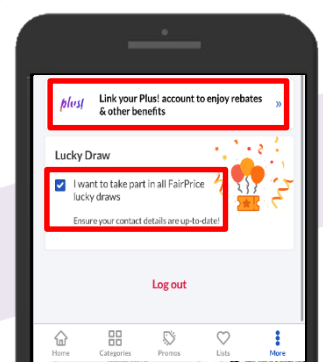 plus! Link your Plus! account to enjoy rebates »
& other benefits
Lucky Draw
I want to take part in all FairPrice
lucky draws
Ensure your contact details are up-to-date!
Log out
Home Categories Promos Lists More